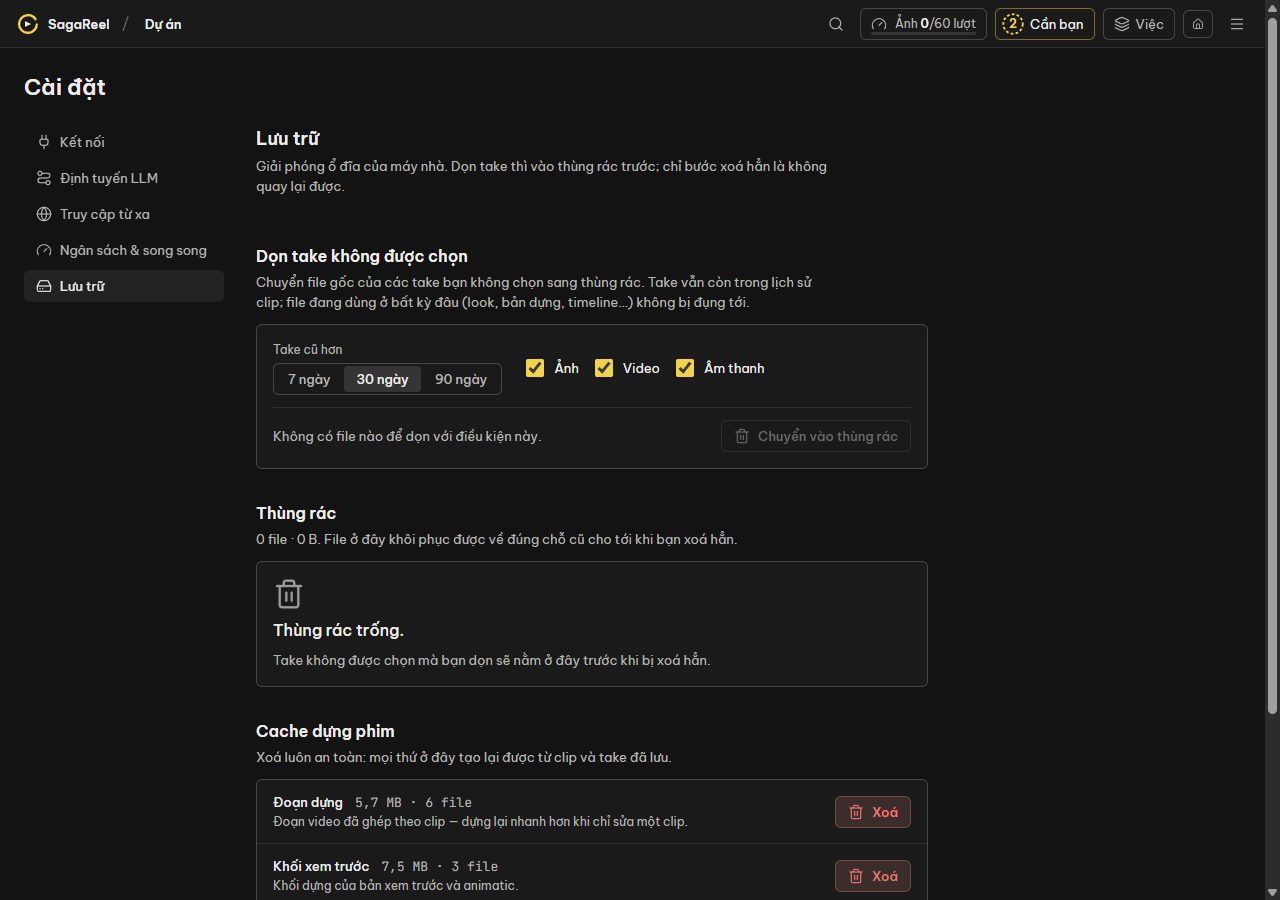 SagaReel / Dự án
Ảnh 0/60 lượt
2 Cần bạn
Việc
Cài đặt
Kết nối
Định tuyến LLM
Truy cập từ xa
Ngân sách & song song
Lưu trữ
Lưu trữ
Giải phóng ổ đĩa của máy nhà. Dọn take thì vào thùng rác trước; chỉ bước xoá hẳn là không
quay lại được.
Dọn take không được chọn
Chuyển file gốc của các take bạn không chọn sang thùng rác. Take vẫn còn trong lịch sử
clip; file đang dùng ở bất kỳ đâu (look, bản dựng, timeline...) không bị đụng tới.
Take cũ hơn
7 ngày 30 ngày 90 ngày
Ảnh Video Âm thanh
Không có file nào để dọn với điều kiện này.
Chuyển vào thùng rác
Thùng rác
0 file · 0 B. File ở đây khôi phục được về đúng chỗ cũ cho tới khi bạn xoá hẳn.
Thùng rác trống.
Take không được chọn mà bạn dọn sẽ nằm ở đây trước khi bị xoá hẳn.
Cache dựng phim
Xoá luôn an toàn: mọi thứ ở đây tạo lại được từ clip và take đã lưu.
Đoạn dựng 5,7 MB · 6 file
Đoạn video đã ghép theo clip — dựng lại nhanh hơn khi chỉ sửa một clip.
Xoá
Khối xem trước 7,5 MB · 3 file
Khối dựng của bản xem trước và animatic.
Xoá